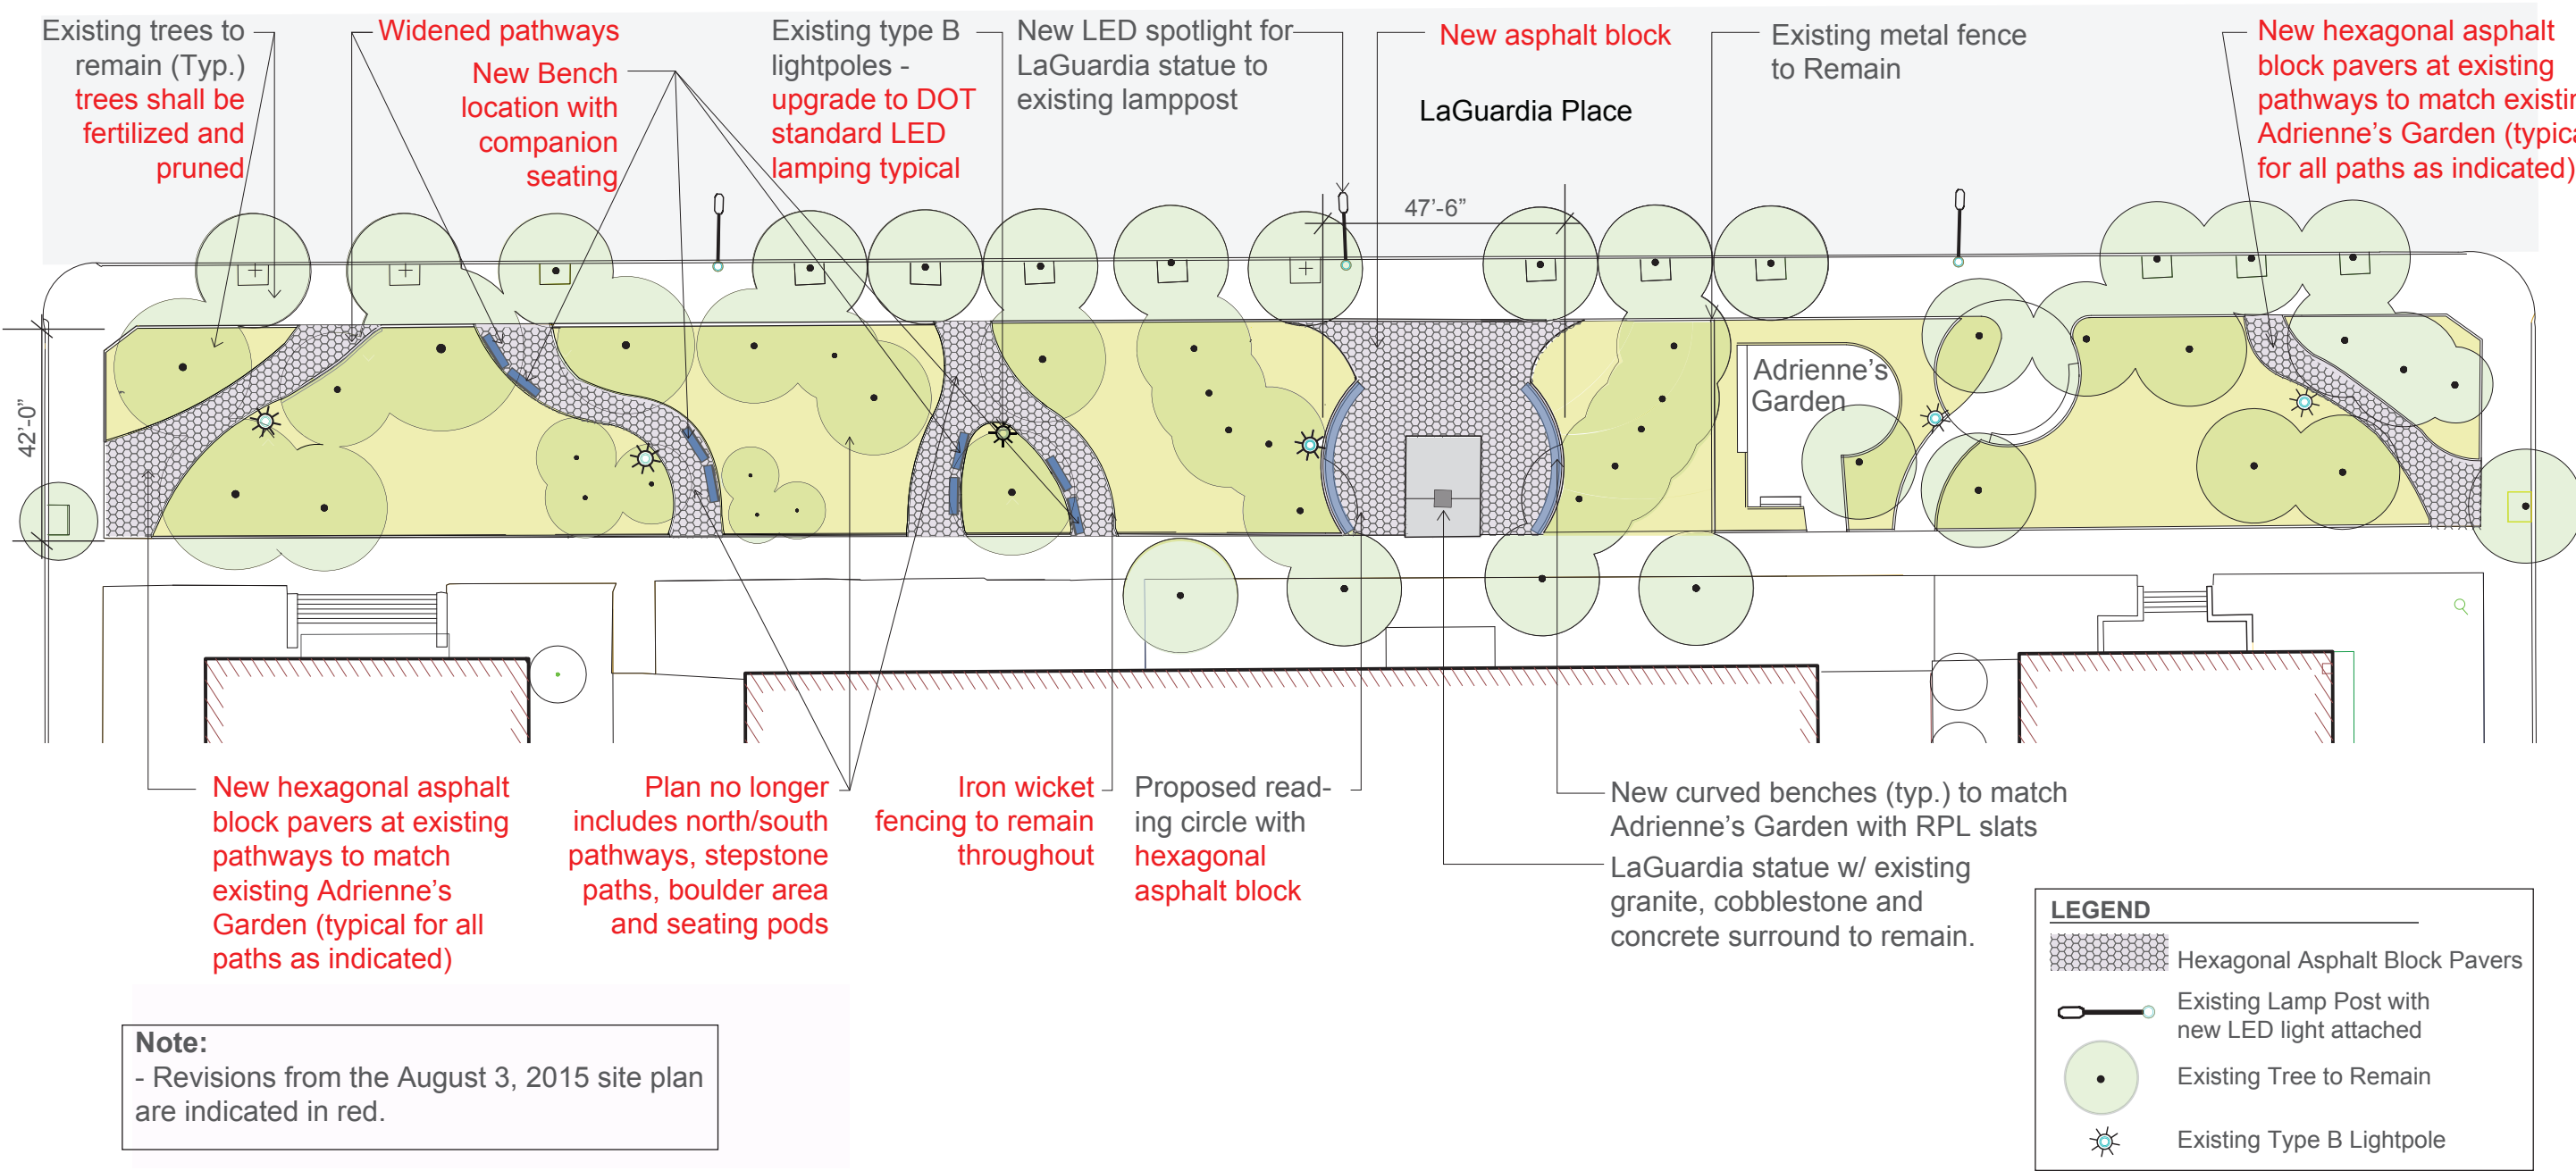 Existing trees to
remain (Typ.)
trees shall be
fertilized and
pruned
Widened pathways
New Bench
location with
companion
seating
Existing type B
lightpoles -
upgrade to DOT
standard LED
lamping typical
New LED spotlight for
LaGuardia statue to
existing lamppost
New asphalt block
LaGuardia Place
Existing metal fence
to Remain
New hexagonal asphalt
block pavers at existing
pathways to match existin
Adrienne’s Garden (typica
for all paths as indicated)
47’-6”
42’-0”
Adrienne’s
Garden
New hexagonal asphalt
block pavers at existing
pathways to match
existing Adrienne’s
Garden (typical for all
paths as indicated)
Plan no longer
includes north/south
pathways, stepstone
paths, boulder area
and seating pods
Iron wicket
fencing to remain
throughout
Proposed read-
ing circle with
hexagonal
asphalt block
New curved benches (typ.) to match
Adrienne’s Garden with RPL slats
LaGuardia statue w/ existing
granite, cobblestone and
concrete surround to remain.
Note:
- Revisions from the August 3, 2015 site plan
are indicated in red.
LEGEND
Hexagonal Asphalt Block Pavers
Existing Lamp Post with
new LED light attached
Existing Tree to Remain
Existing Type B Lightpole